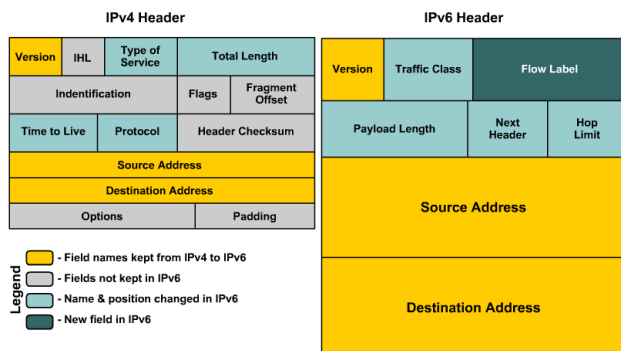 IPv4 Header
IPv6 Header
Version
IHL
Type of
Service
Total Length
Indentification
Flags
Fragment
Offset
Time to Live
Protocol
Header Checksum
Source Address
Destination Address
Options
Padding
Version
Traffic Class
Flow Label
Payload Length
Next
Header
Hop
Limit
Source Address
Destination Address
Legend
- Field names kept from IPv4 to IPv6
- Fields not kept in IPv6
- Name & position changed in IPv6
- New field in IPv6